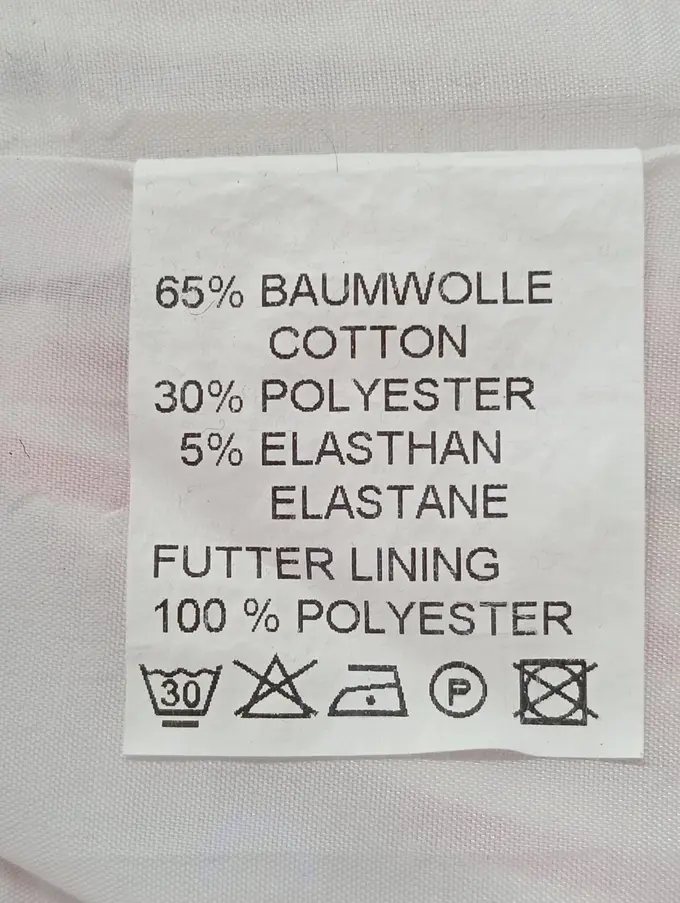 65% BAUMWOLLE
COTTON
30% POLYESTER
5% ELASTHAN
ELASTANE
FUTTER LINING
100 % POLYESTER
30 P